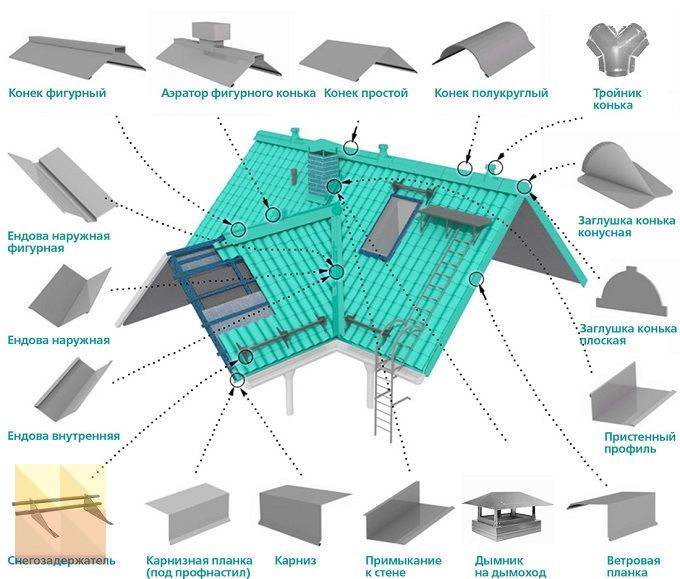 Конек фигурный
Аэратор фигурного конька
Конек простой
Конек полукруглый
Тройник
конька
Ендова наружная
фигурная
Заглушка конька
конусная
Ендова наружная
Заглушка конька
плоская
Ендова внутренняя
Пристенный
профиль
Снегозадержатель
Карнизная планка
(под профнастил)
Карниз
Примыкание
к стене
Дымник
на дымоход
Ветровая
планка